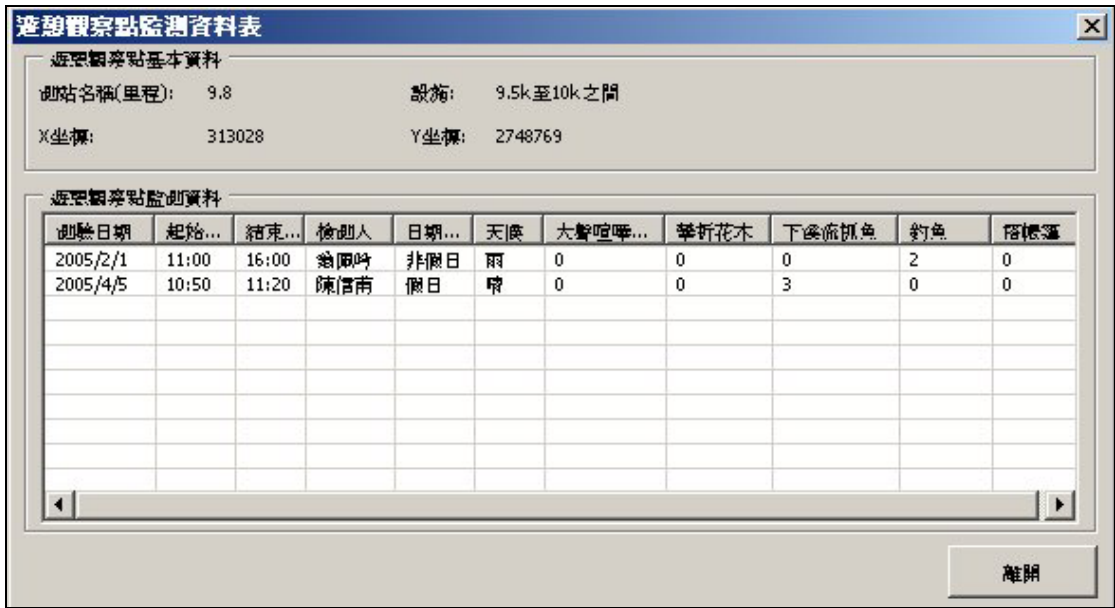 遊憩觀察點監測資料表
遊憩觀察點基本資料
測站名稱(里程): 9.8 設施: 9.5k至10k之間
X坐標: 313028 Y坐標: 2748769
遊憩觀察點監測資料
測驗日期 起始... 結束... 檢測人 日期... 天候 大聲喧嘩... 攀折花木 下溪流抓魚 釣魚 搭帳篷
2005/2/1 11:00 16:00 非假日 雨 0 0 0 2 0
2005/4/5 10:50 11:20 陳信甫 假日 晴 0 0 3 0 0
離開